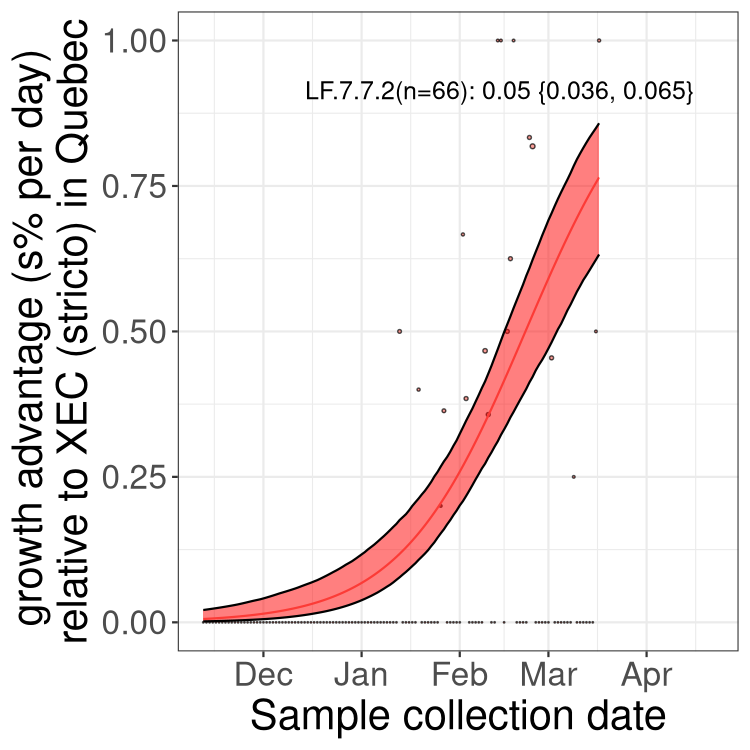 growth advantage (s% per day)
relative to XEC (stricto) in Quebec
1.00
0.75
0.50
0.25
0.00
LF.7.7.2(n=66): 0.05 {0.036, 0.065}
Dec Jan Feb Mar Apr
Sample collection date